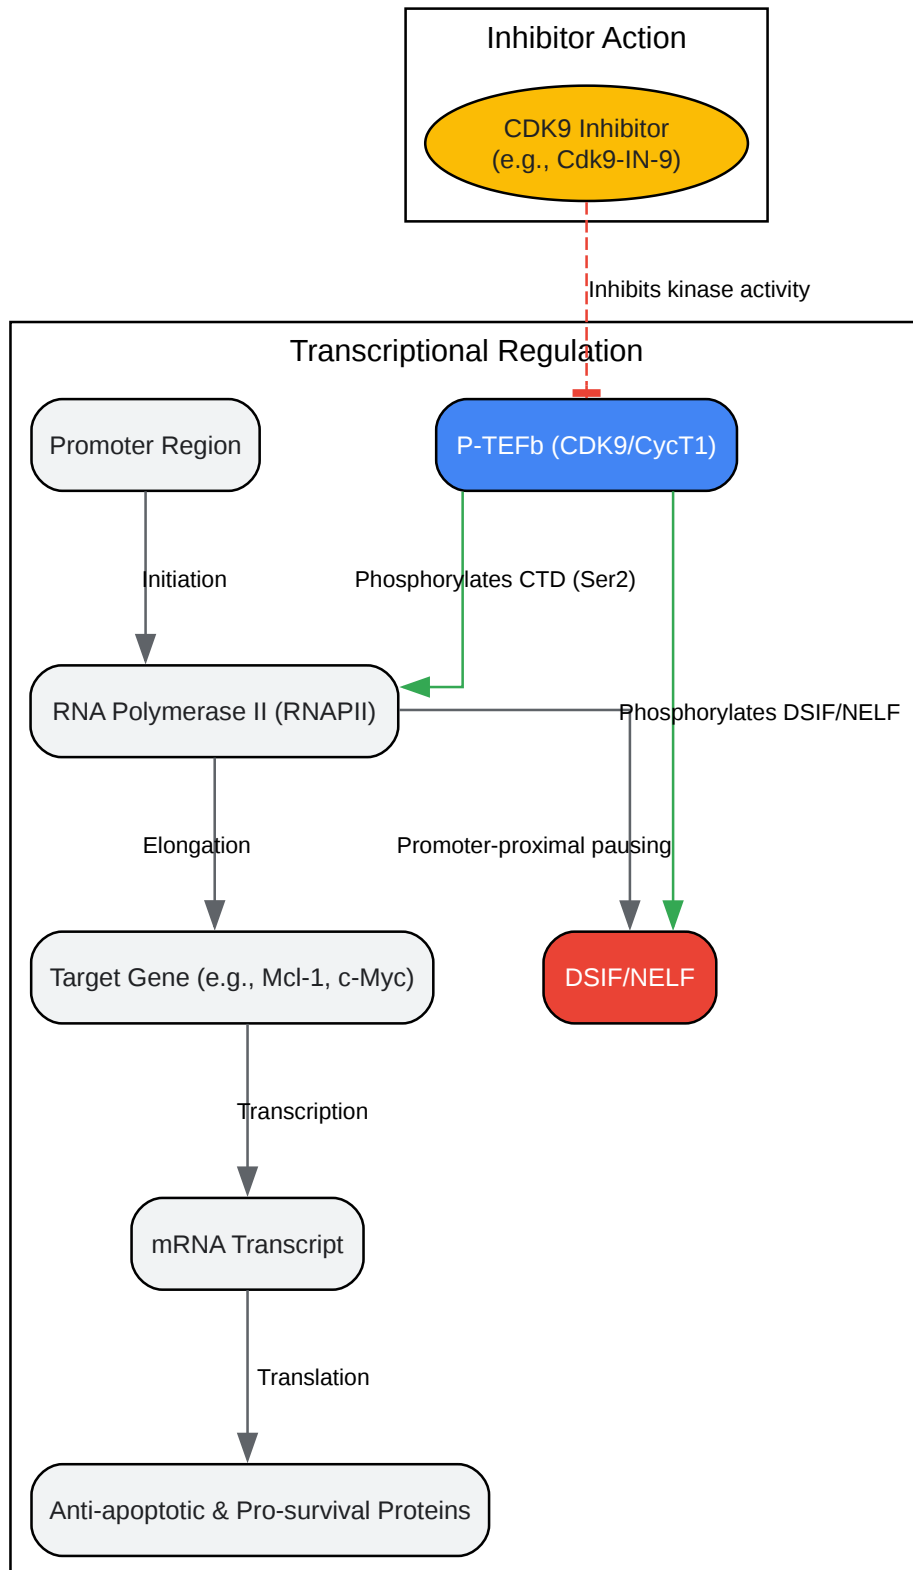 Inhibitor Action
CDK9 Inhibitor
(e.g., Cdk9-IN-9)
Inhibits kinase activity
Transcriptional Regulation
Promoter Region
P-TEFb (CDK9/CycT1)
Initiation
Phosphorylates CTD (Ser2)
RNA Polymerase II (RNAPII)
Phosphorylates DSIF/NELF
Elongation
Promoter-proximal pausing
Target Gene (e.g., Mcl-1, c-Myc)
DSIF/NELF
Transcription
mRNA Transcript
Translation
Anti-apoptotic & Pro-survival Proteins